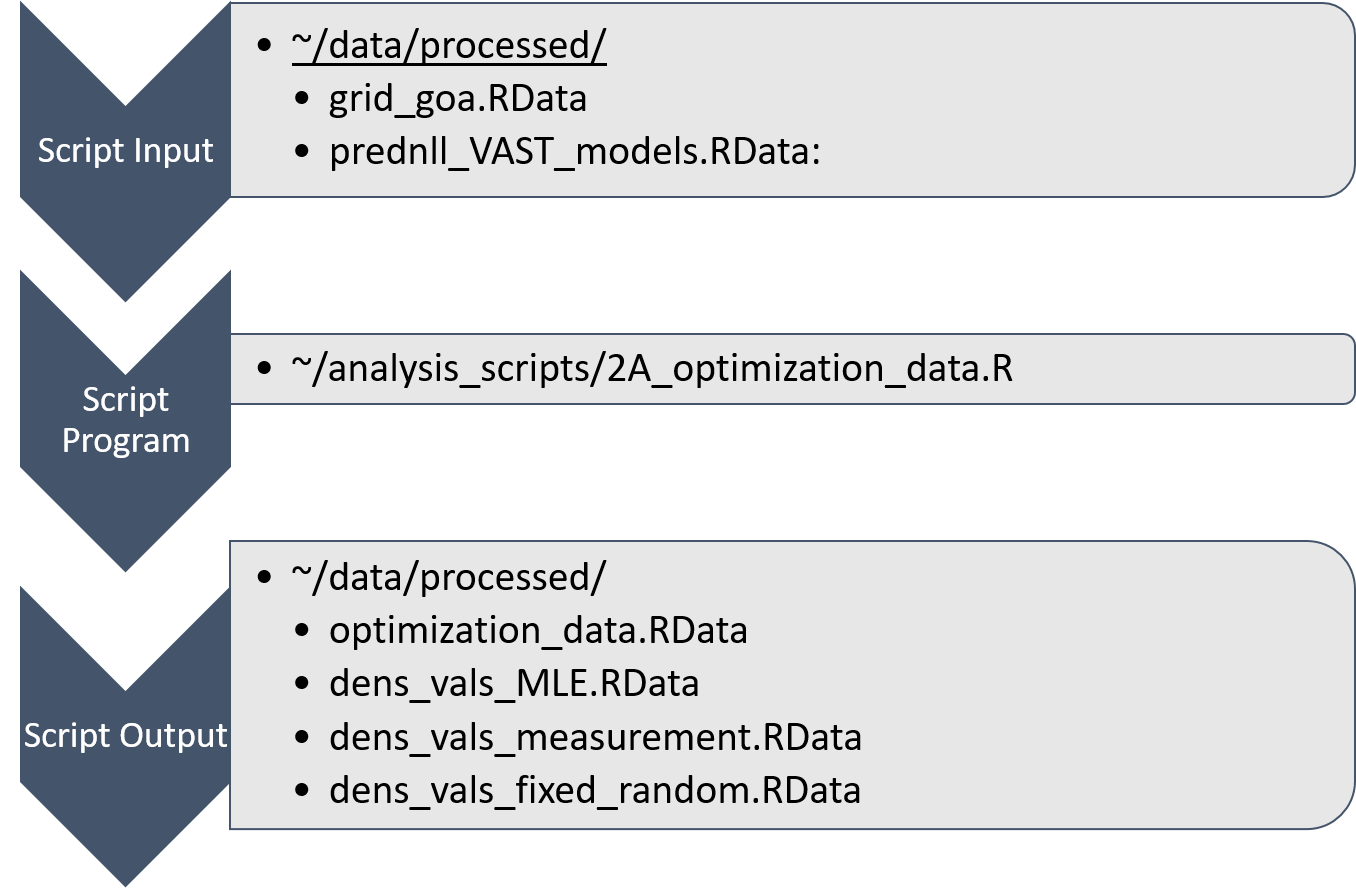 Script Input
• ~/data/processed/
• grid_goa.RData
• prednll_VAST_models.RData:
Script
Program
• ~/analysis_scripts/2A_optimization_data.R
Script Output
• ~/data/processed/
• optimization_data.RData
• dens_vals_MLE.RData
• dens_vals_measurement.RData
• dens_vals_fixed_random.RData